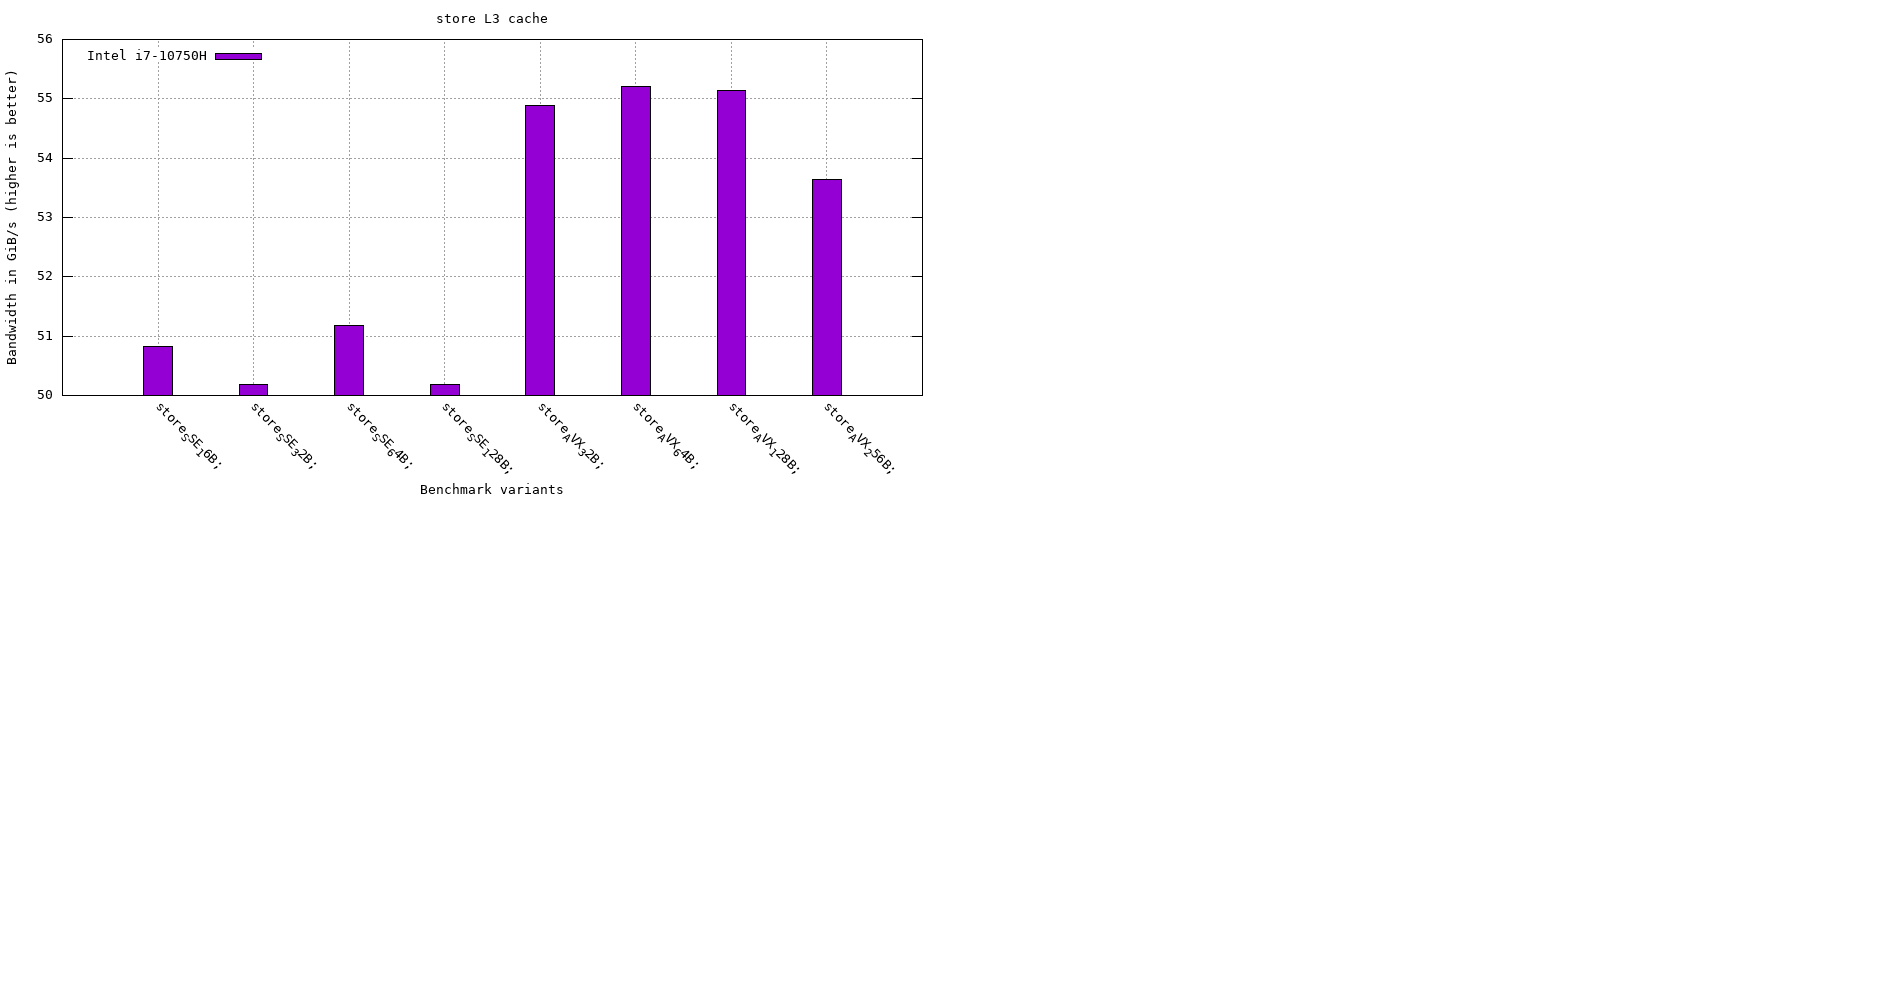 store L3 cache
Bandwidth in GiB/s (higher is better)
Intel i7-10750H
56
55
54
53
52
51
50
storeSSE16B;
storeSSE32B;
storeSSE64B;
storeSSE128B;
storeAVX32B;
storeAVX64B;
storeAVX128B;
storeAVX256B;
Benchmark variants